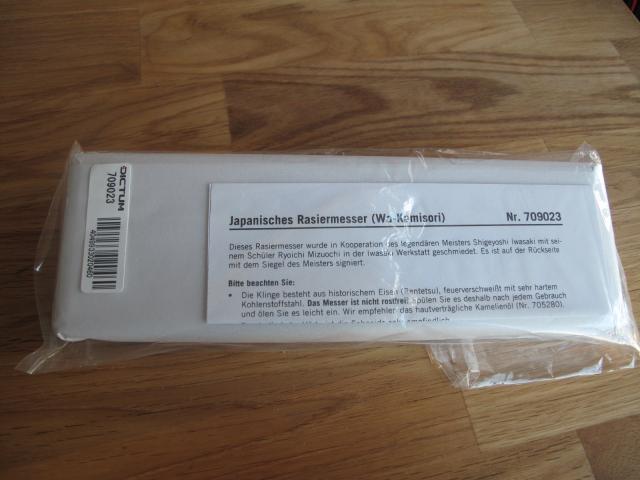 DICTUM
709023
Japanisches Rasiermesser (Wa-Kamisori) Nr. 709023
Dieses Rasiermesser wurde in Kooperation des legendären Meisters Shigeyoshi Iwasaki mit sei-
nem Schüler Ryoichi Mizuochi in der Iwasaki Werkstatt geschmiedet. Es ist auf der Rückseite
mit dem Siegel des Meisters signiert.
Bitte beachten Sie:
• Die Klinge besteht aus historischem Eisen (Rentetsu), feuerverschweißt mit sehr hartem
Kohlenstoffstahl. Das Messer ist nicht rostfrei. Spülen Sie es deshalb nach jedem Gebrauch
und ölen Sie es leicht ein. Wir empfehlen das hautverträgliche Kamelienöl (Nr. 705280).